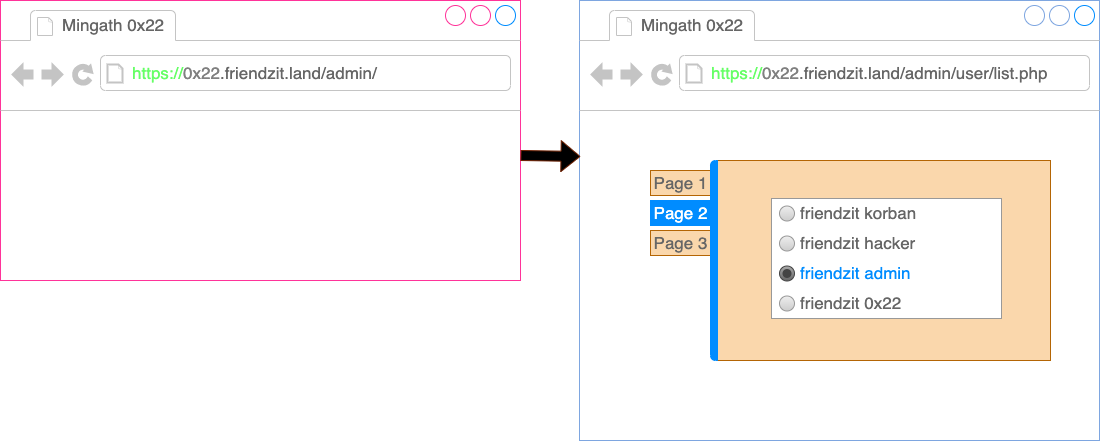 Mingath 0x22
https://0x22.friendzit.land/admin/
Mingath 0x22
https://0x22.friendzit.land/admin/user/list.php
Page 1
Page 2
Page 3
friendzit korban
friendzit hacker
friendzit admin
friendzit 0x22